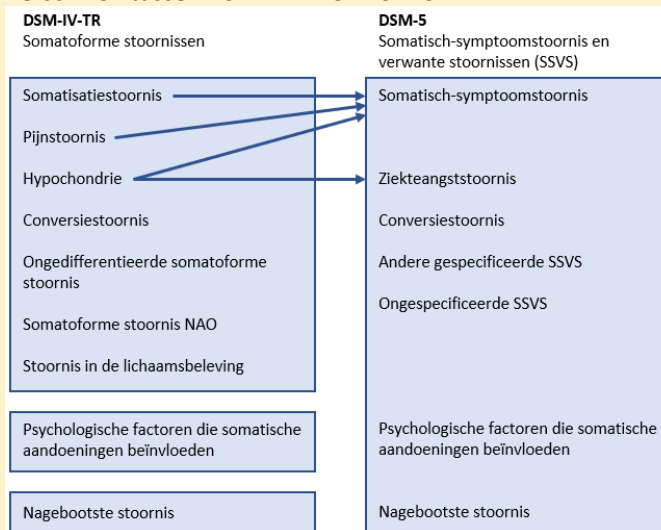 DSM-IV-TR
Somatoforme stoornissen
Somatisatiestoornis
Pijnstoornis
Hypochondrie
Conversiestoornis
Ongedifferentieerde somatoforme
stoornis
Somatoforme stoornis NAO
Stoornis in de lichaamsbeleving
Psychologische factoren die somatische
aandoeningen beïnvloeden
Nagebootste stoornis
DSM-5
Somatisch-symptoomstoornis en
verwante stoornissen (SSVS)
Somatisch-symptoomstoornis
Ziekteangststoornis
Conversiestoornis
Andere gespecificeerde SSVS
Ongespecificeerde SSVS
Psychologische factoren die somatische
aandoeningen beïnvloeden
Nagebootste stoornis